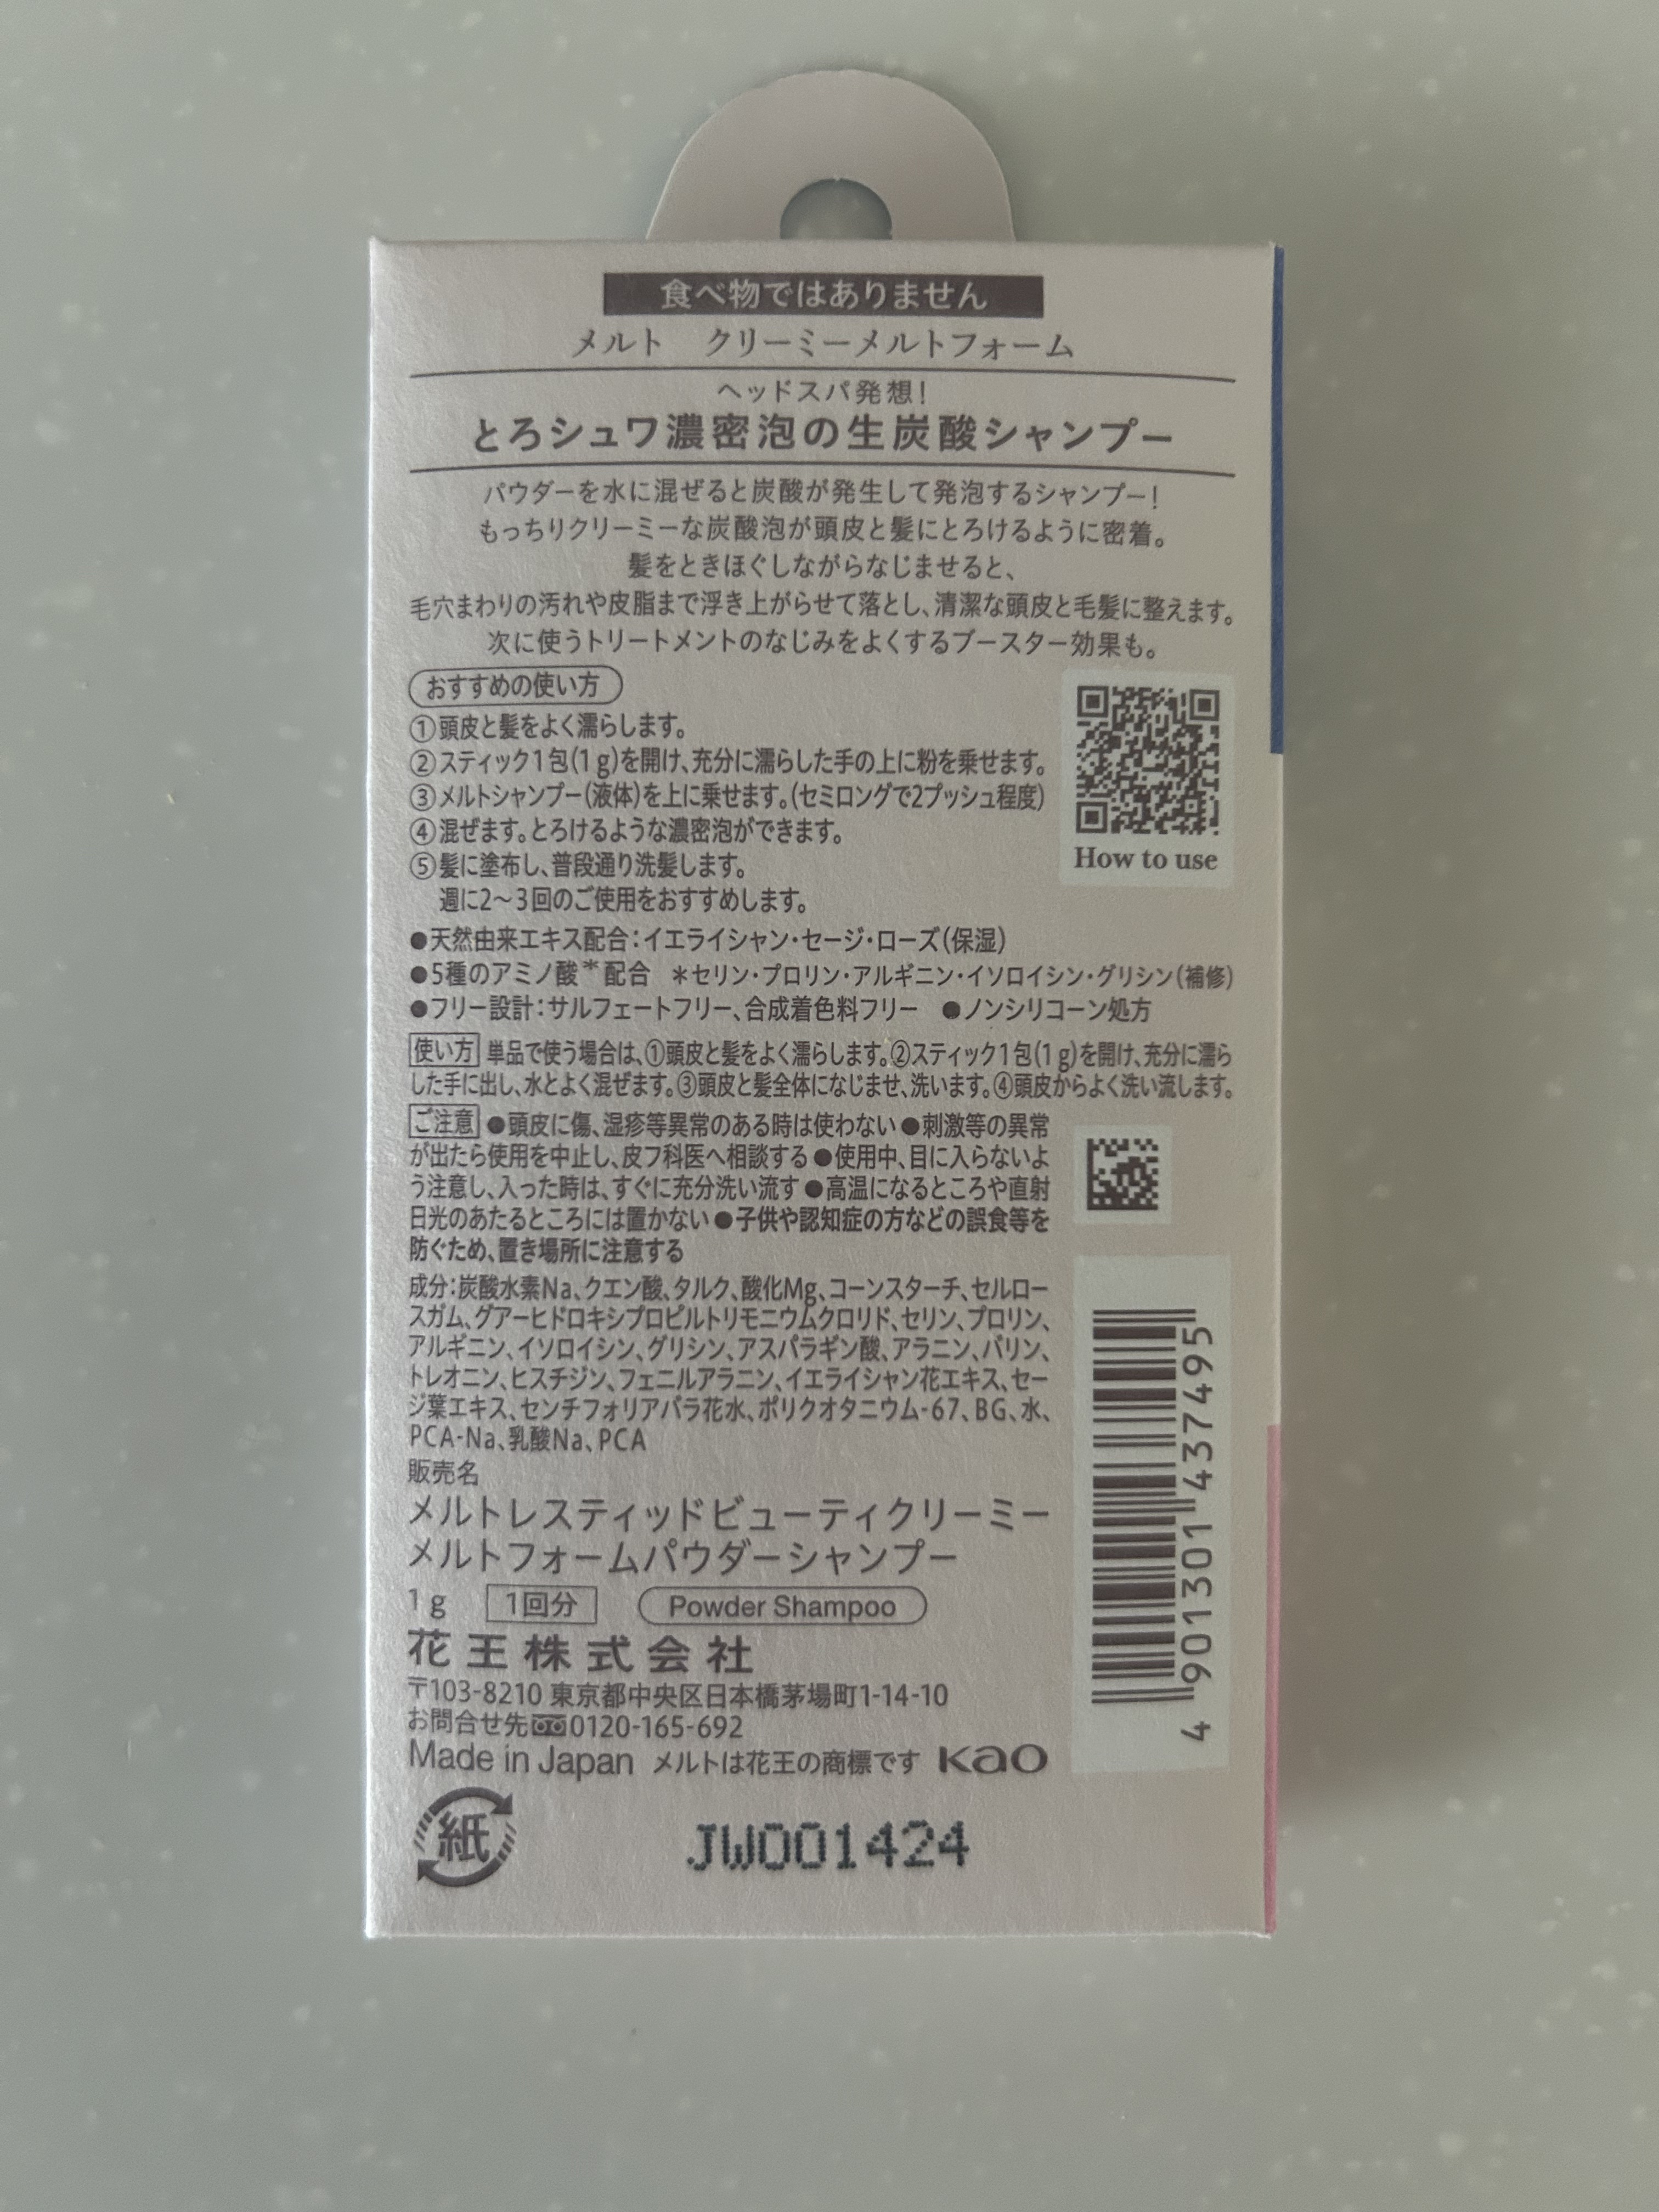 食べ物ではありません
メルト　クリーミーメルトフォーム
ヘッドスパ発想！
とろシュワ濃密泡の生炭酸シャンプー
パウダーを水に混ぜると炭酸が発生して発泡するシャンプー！
もっちりクリーミーな炭酸泡が頭皮と髪にとろけるように密着。
髪をときほぐしながらなじませると、
毛穴まわりの汚れや皮脂まで浮き上がらせて落とし、清潔な頭皮と毛髪に整えます。
次に使うトリートメントのなじみをよくするブースター効果も。
おすすめの使い方
①頭皮と髪をよく濡らします。
②スティック1包(1g)を開け、充分に濡らした手の上に粉を乗せます。
③メルトシャンプー(液体)を上に乗せます。(セミロングで2プッシュ程度)
④混ぜます。とろけるような濃密泡ができます。
⑤髪に塗布し、普段通り洗髪します。
週に2～3回のご使用をおすすめします。
How to use
●天然由来エキス配合：イエライシャン・セージ・ローズ(保湿)
●5種のアミノ酸＊配合　＊セリン・プロリン・アルギニン・イソロイシン・グリシン(補修)
●フリー設計：サルフェートフリー、合成着色料フリー　●ノンシリコーン処方
使い方 単品で使う場合は、①頭皮と髪をよく濡らします。②スティック1包(1g)を開け、充分に濡ら
した手に出し、水とよく混ぜます。③頭皮と髪全体になじませ、洗います。④頭皮からよく洗い流します。
ご注意 ●頭皮に傷、湿疹等異常のある時は使わない●刺激等の異常
が出たら使用を中止し、皮フ科医へ相談する●使用中、目に入らないよ
う注意し、入った時は、すぐに充分洗い流す●高温になるところや直射
日光のあたるところには置かない●子供や認知症の方などの誤食等を
防ぐため、置き場所に注意する
成分：炭酸水素Na、クエン酸、タルク、酸化Mg、コーンスターチ、セルロー
スガム、グアーヒドロキシプロピルトリモニウムクロリド、セリン、プロリン、
アルギニン、イソロイシン、グリシン、アスパラギン酸、アラニン、バリン、
トレオニン、ヒスチジン、フェニルアラニン、イエライシャン花エキス、セー
ジ葉エキス、センチフォリアバラ花水、ポリクオタニウム-67、BG、水、
PCA-Na、乳酸Na、PCA
販売名
メルトレスティッドビューティクリーミー
メルトフォームパウダーシャンプー
1g　1回分　Powder Shampoo
花王株式会社
〒103-8210 東京都中央区日本橋茅場町1-14-10
お問合せ先 0120-165-692
Made in Japan メルトは花王の商標です Kao
4 901301 437495
紙
JW001424